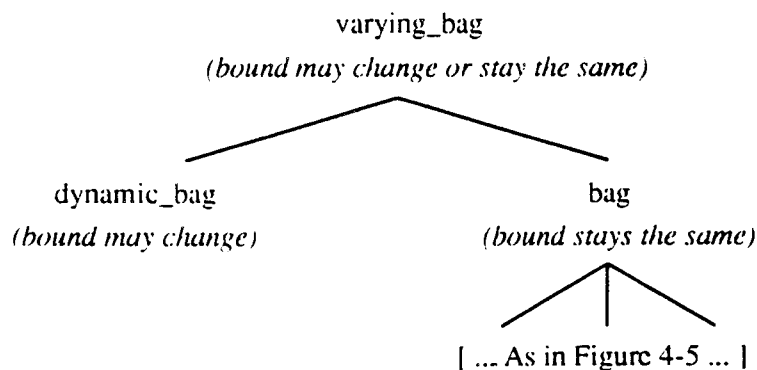 varying_bag
(bound may change or stay the same)
dynamic_bag
bag
(bound may change)
(bound stays the same)
[ ... As in Figure 4-5 ... ]